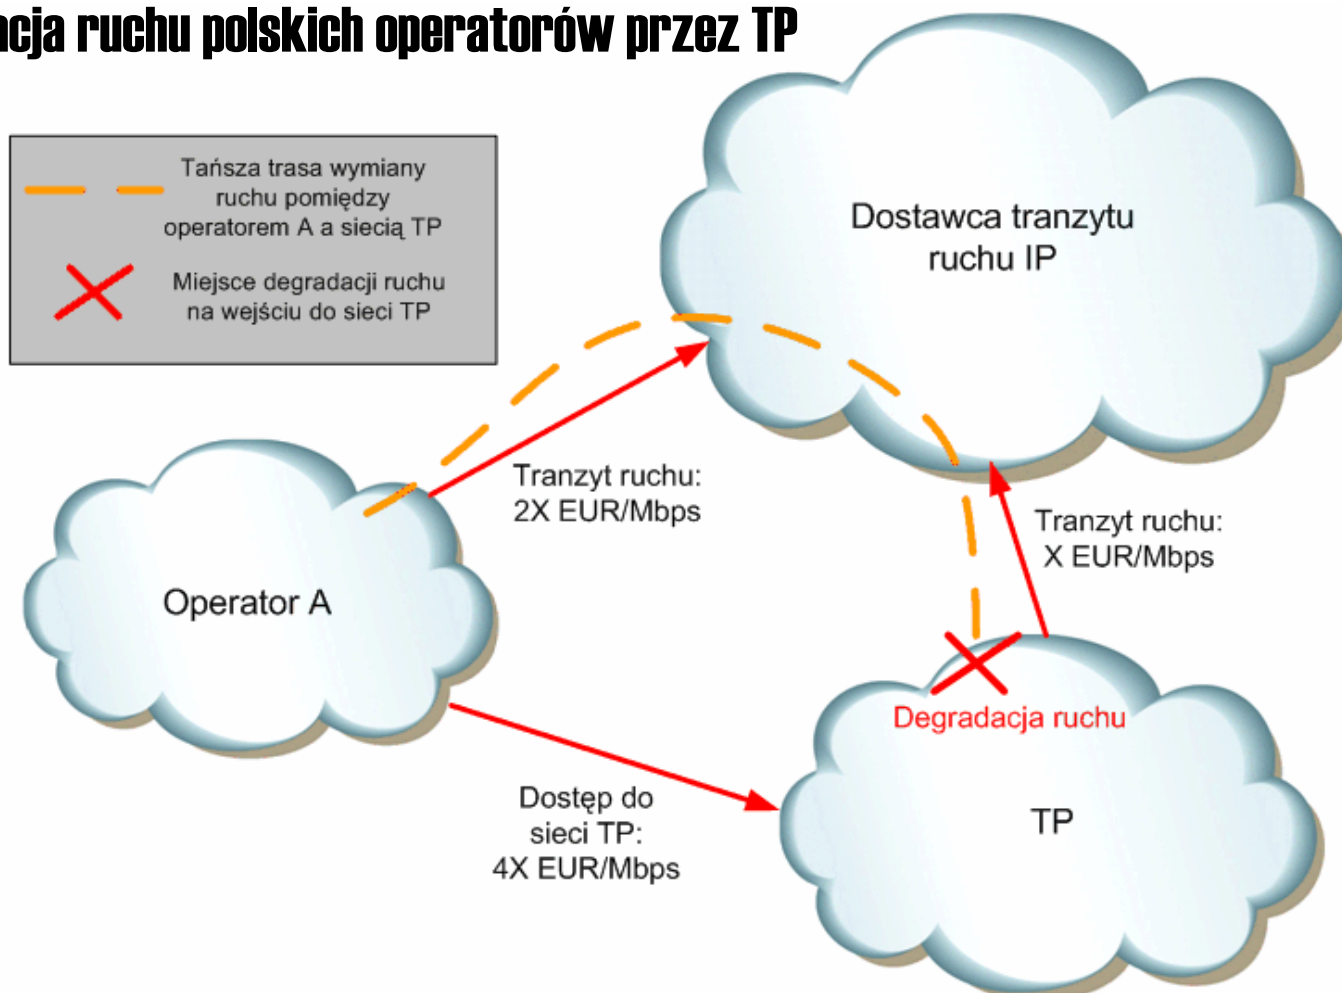 ruchu polskich operatorów przez TP
Tańsza trasa wymiany
ruchu pomiędzy
operatorem A a siecią TP
Miejsce degradacji ruchu
na wejściu do sieci TP
Dostawca tranzytu
ruchu IP
Tranzyt ruchu:
2X EUR/Mbps
Tranzyt ruchu:
X EUR/Mbps
Operator A
Degradacja ruchu
Dostęp do
sieci TP:
4X EUR/Mbps
TP